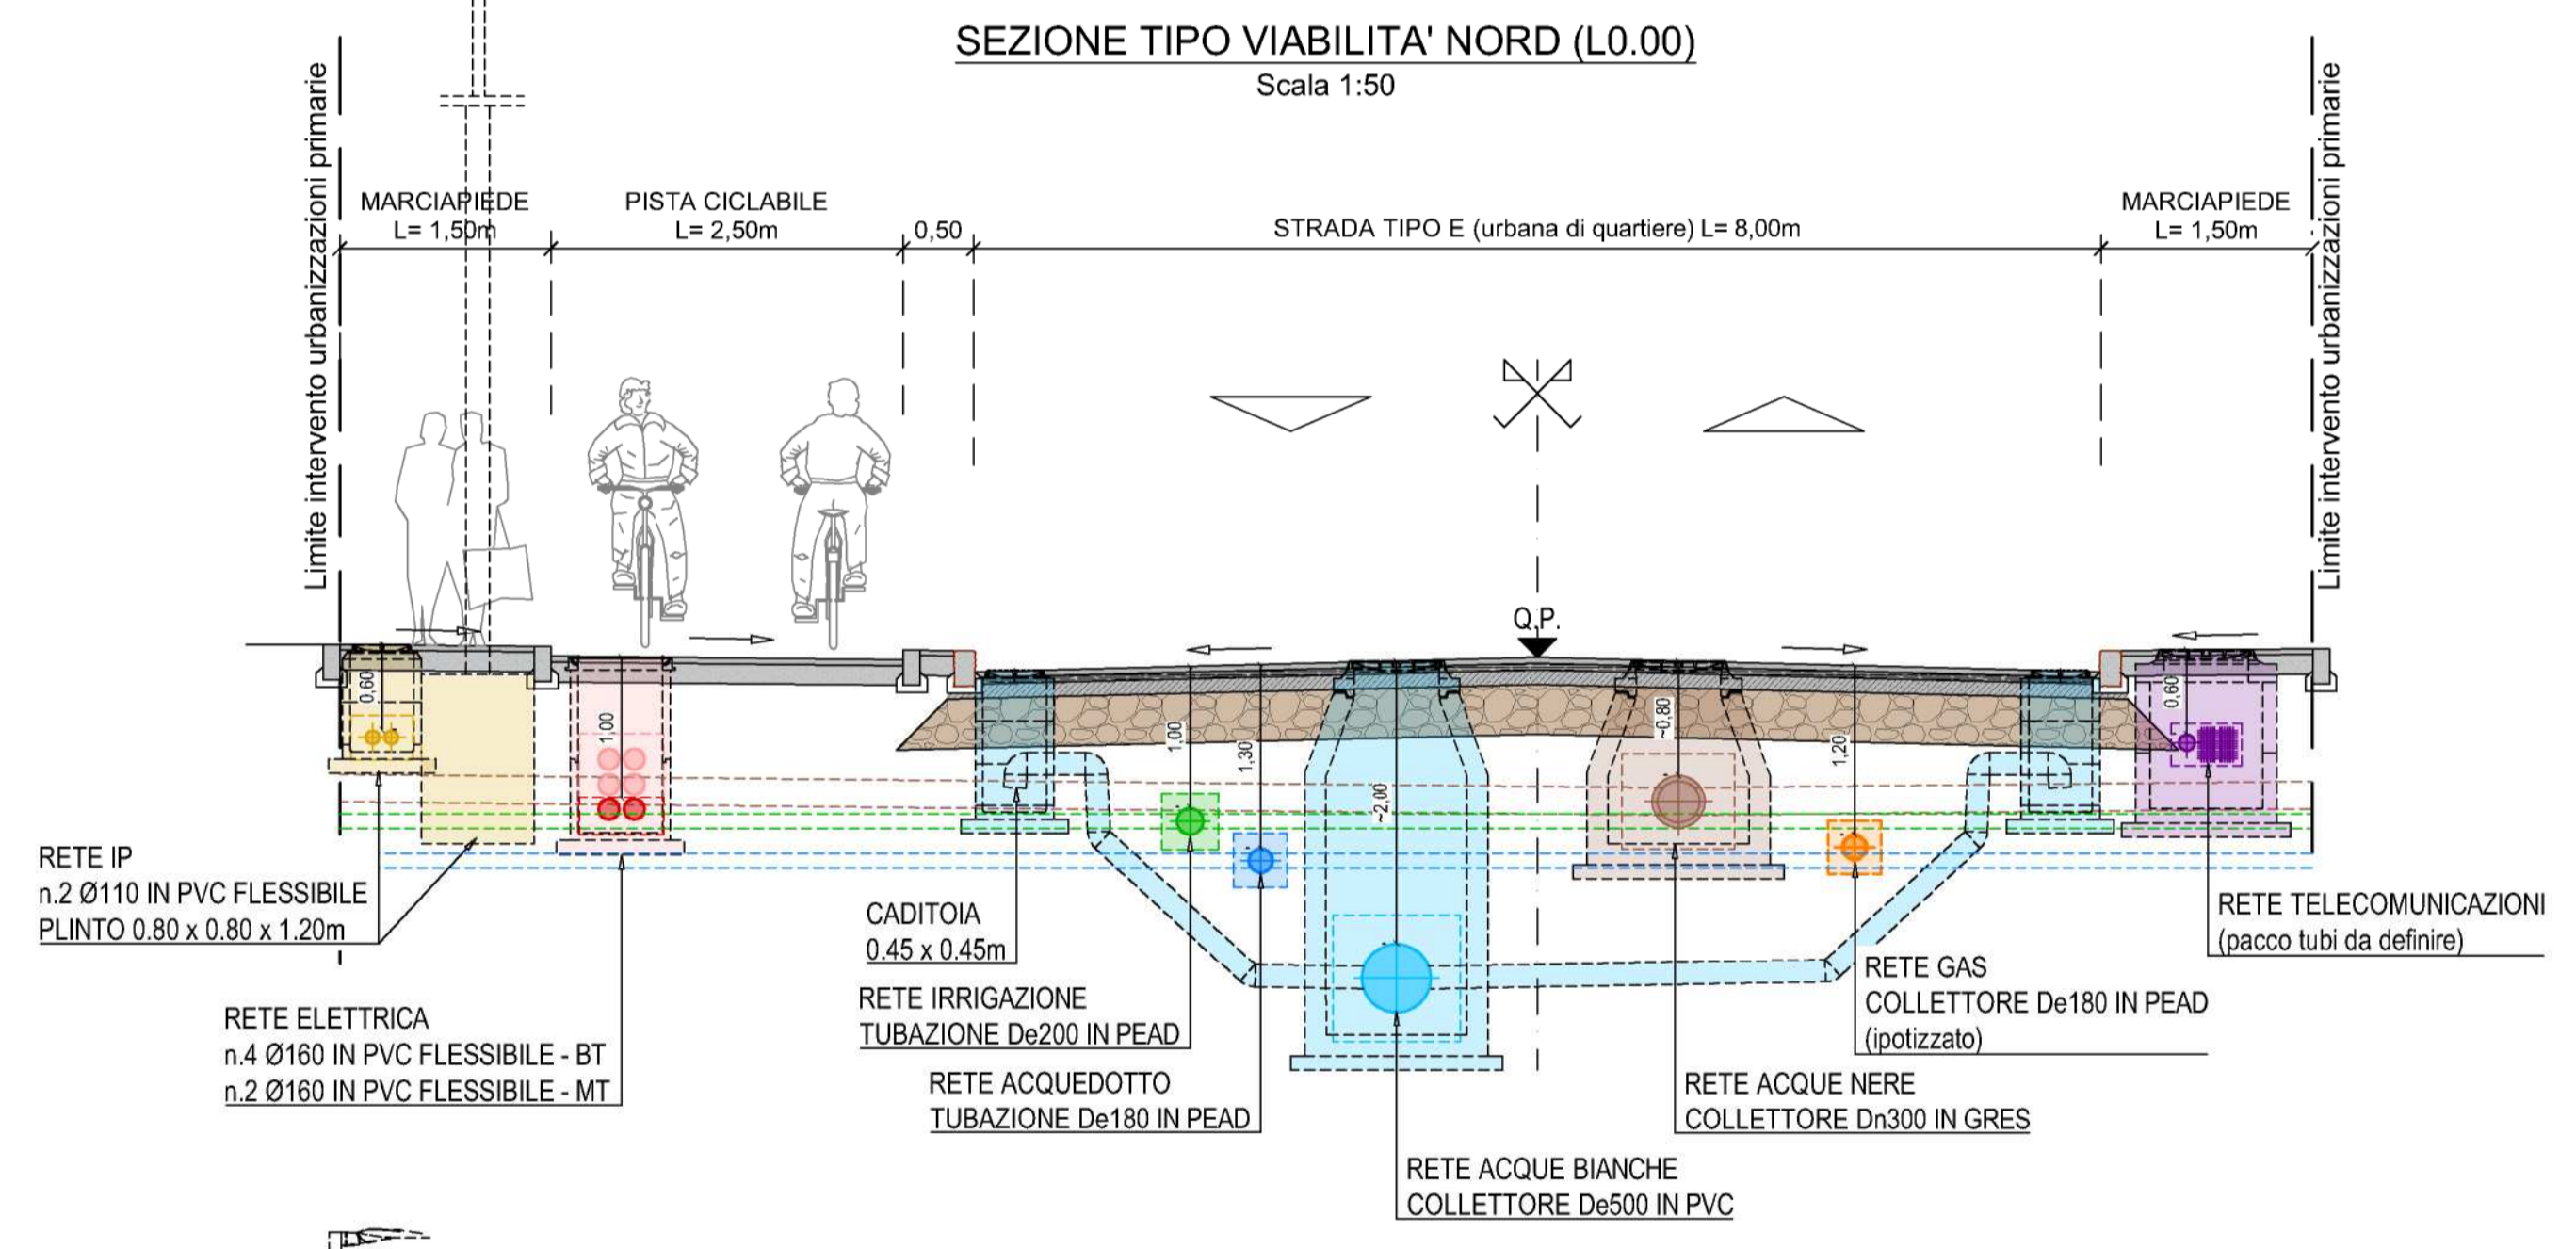 SEZIONE TIPO VIABILITA' NORD (L0.00)
Scala 1:50
Limite intervento urbanizzazioni primarie
MARCIAPIEDE
L= 1,50m
PISTA CICLABILE
L= 2,50m
0,50
STRADA TIPO E (urbana di quartiere) L= 8,00m
MARCIAPIEDE
L= 1,50m
Limite intervento urbanizzazioni primarie
Q.P.
0,60
1,00
1,00
1,30
~2,00
~0,80
1,20
0,60
RETE IP
n.2 Ø110 IN PVC FLESSIBILE
PLINTO 0.80 x 0.80 x 1.20m
RETE ELETTRICA
n.4 Ø160 IN PVC FLESSIBILE - BT
n.2 Ø160 IN PVC FLESSIBILE - MT
CADITOIA
0.45 x 0.45m
RETE IRRIGAZIONE
TUBAZIONE De200 IN PEAD
RETE ACQUEDOTTO
TUBAZIONE De180 IN PEAD
RETE ACQUE BIANCHE
COLLETTORE De500 IN PVC
RETE ACQUE NERE
COLLETTORE Dn300 IN GRES
RETE GAS
COLLETTORE De180 IN PEAD
(ipotizzato)
RETE TELECOMUNICAZIONI
(pacco tubi da definire)